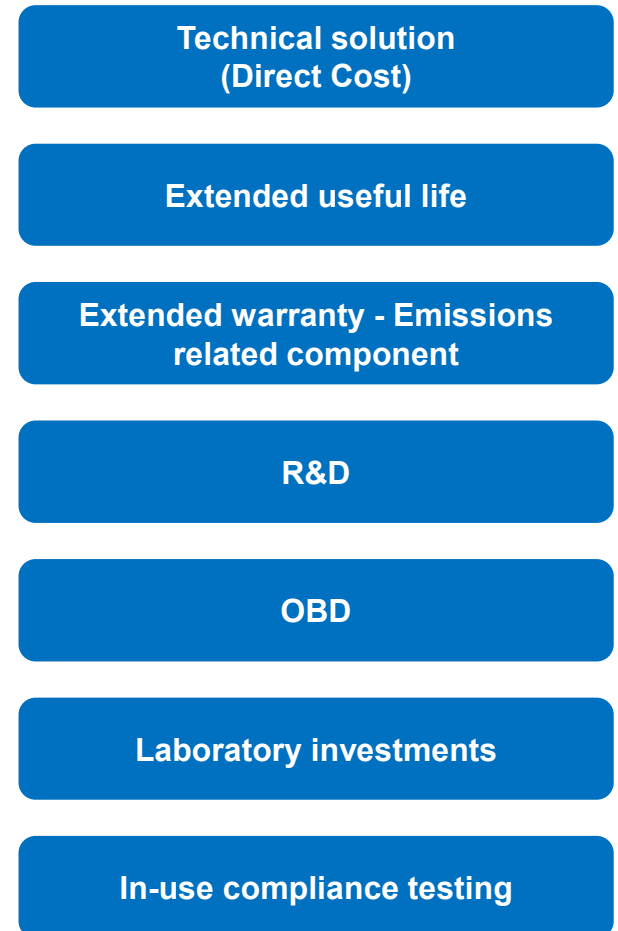 Technical solution
(Direct Cost)
Extended useful life
Extended warranty - Emissions
related component
R&D
OBD
Laboratory investments
In-use compliance testing